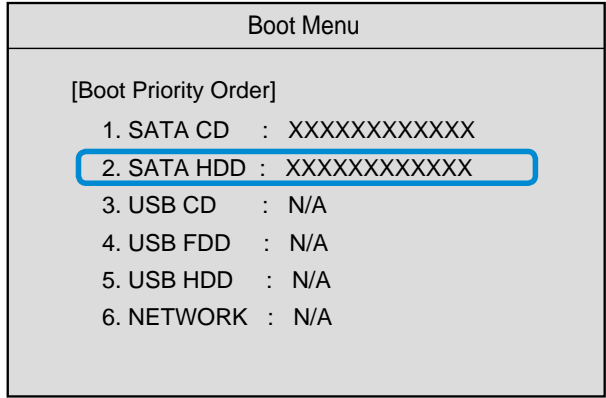 Boot Menu
[Boot Priority Order]
1. SATA CD : XXXXXXXXXXXX
2. SATA HDD : XXXXXXXXXXXX
3. USB CD : N/A
4. USB FDD : N/A
5. USB HDD : N/A
6. NETWORK : N/A